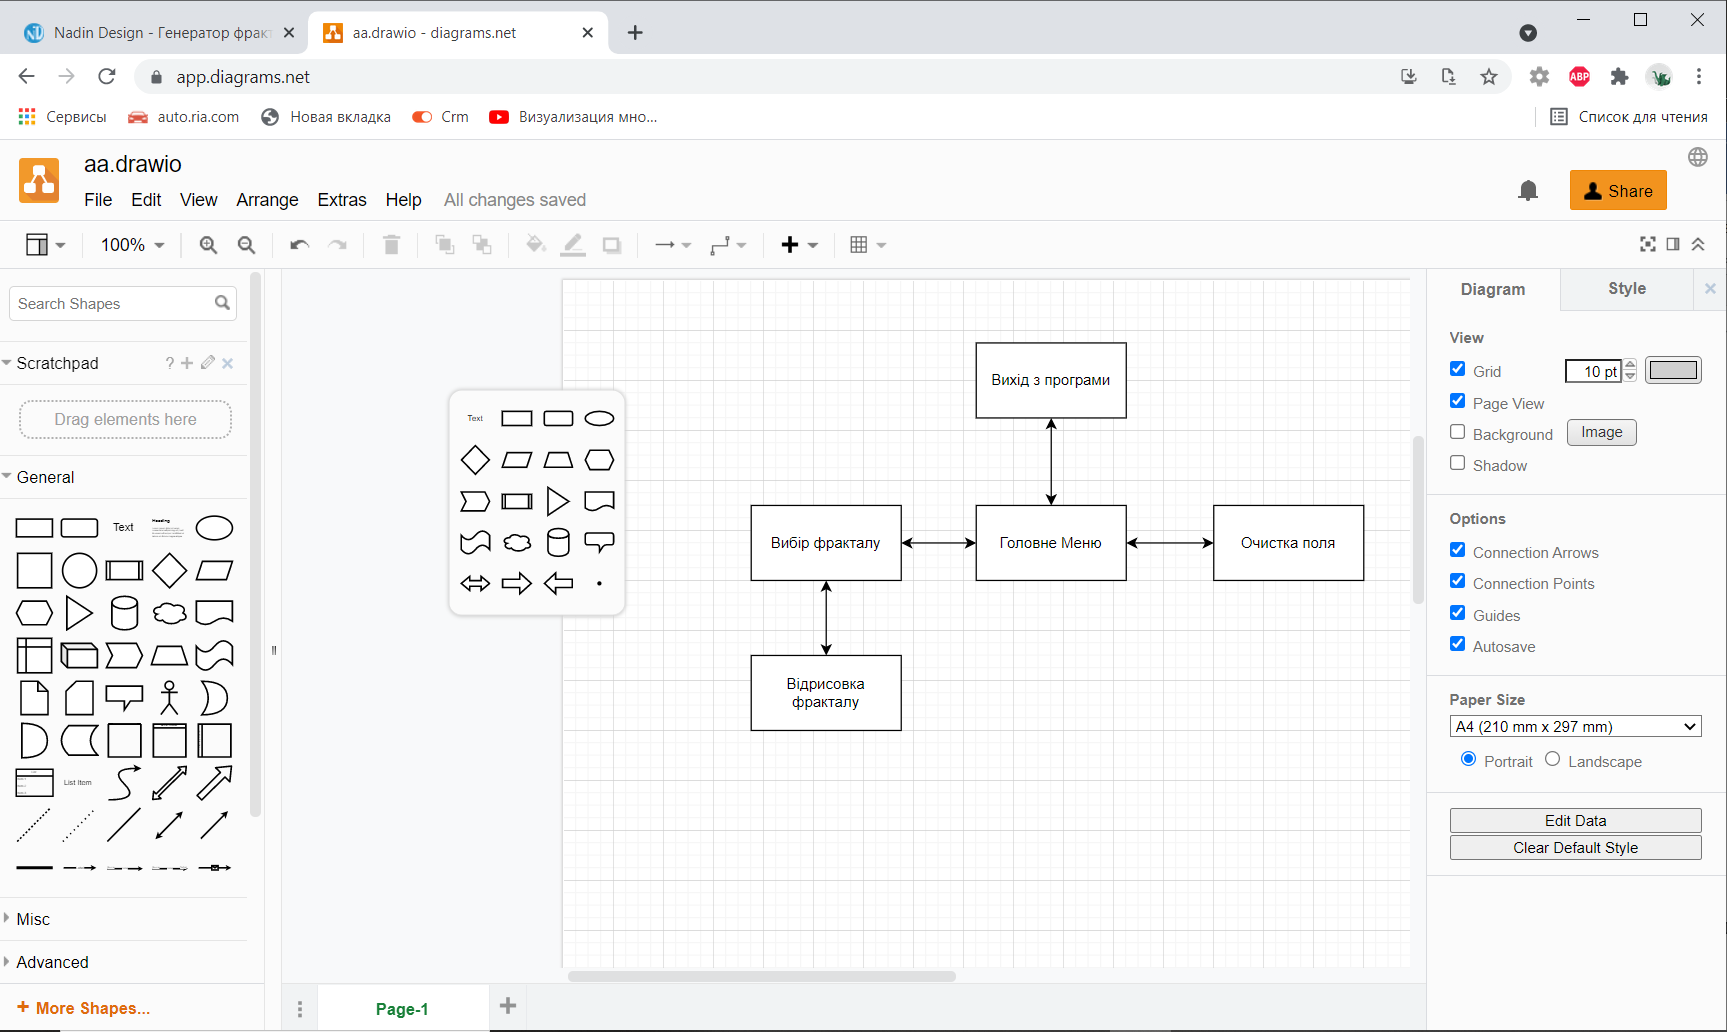 Nadin Design - Генератор фракт
aa.drawio - diagrams.net
app.diagrams.net
ABP
Сервисы
auto.ria.com
Новая вкладка
Crm
Визуализация мно...
Список для чтения
aa.drawio
File
Edit
View
Arrange
Extras
Help
All changes saved
Share
100%
Search Shapes
Scratchpad
?
Drag elements here
General
Text
Heading
List Item
Misc
Advanced
+ More Shapes...
Text
Вихід з програми
Вибір фракталу
Головне Меню
Очистка поля
Відрисовка
фракталу
Page-1
Diagram
Style
View
Grid
10 pt
Page View
Background
Image
Shadow
Options
Connection Arrows
Connection Points
Guides
Autosave
Paper Size
A4 (210 mm x 297 mm)
Portrait
Landscape
Edit Data
Clear Default Style